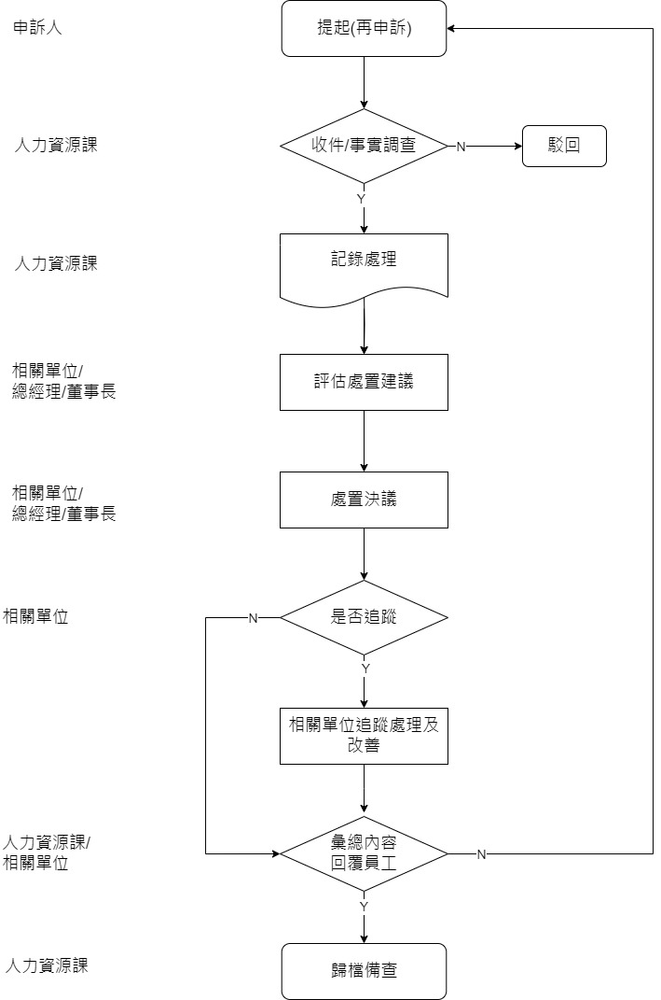 申訴人
提起(再申訴)
人力資源課
收件/事實調查
N
駁回
Y
人力資源課
記錄處理
相關單位/
總經理/董事長
評估處置建議
相關單位/
總經理/董事長
處置決議
相關單位
N
是否追蹤
Y
相關單位追蹤處理及
改善
人力資源課/
相關單位
彙總內容
回覆員工
N
Y
人力資源課
歸檔備查